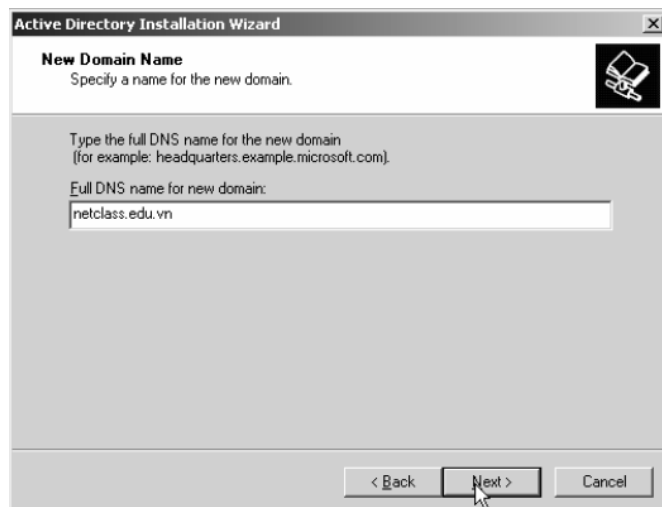 Active Directory Installation Wizard
New Domain Name
Specify a name for the new domain.
Type the full DNS name for the new domain
(for example: headquarters.example.microsoft.com).
Full DNS name for new domain:
netclass.edu.vn
< Back Next > Cancel